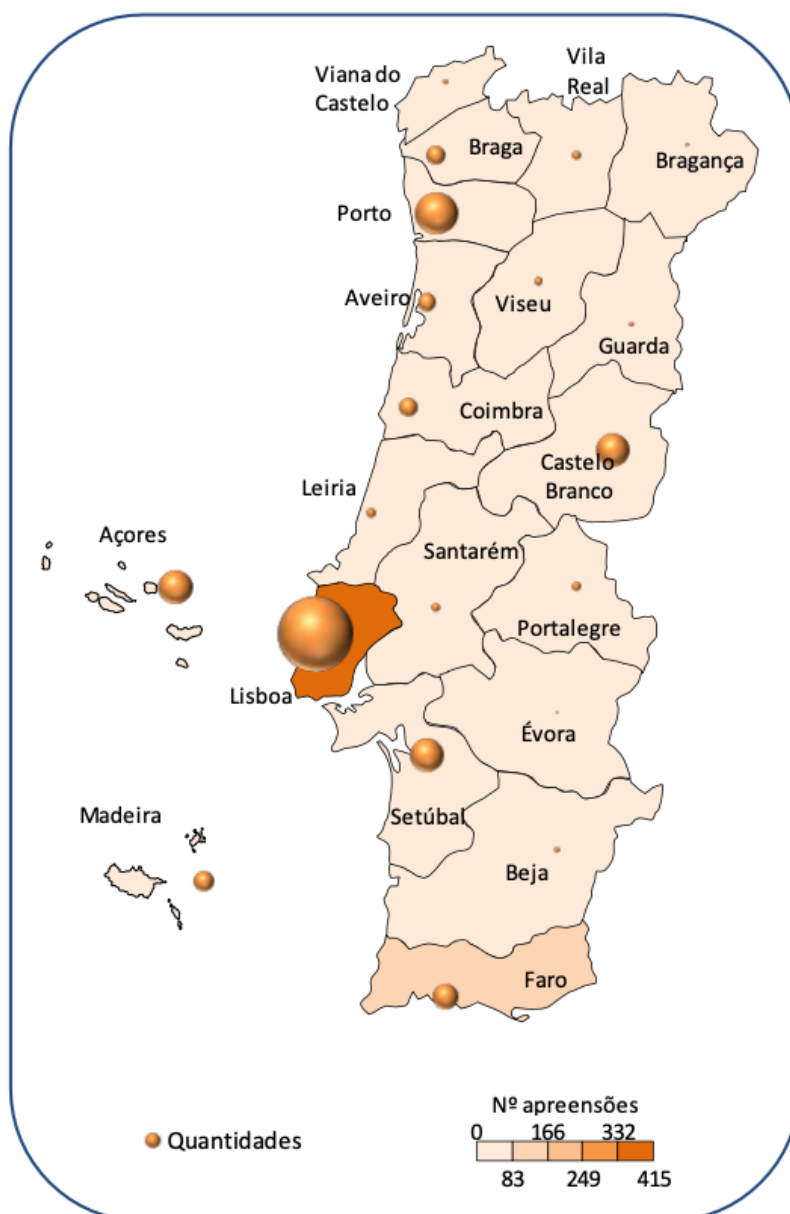 Viana do
Castelo
Vila
Real
Braga
Bragança
Porto
Aveiro
Viseu
Guarda
Coimbra
Castelo
Branco
Leiria
Açores
Santarém
Portalegre
Lisboa
Évora
Madeira
Setúbal
Beja
Faro
Nº apreensões
0 166 332
Quantidades
83 249 415